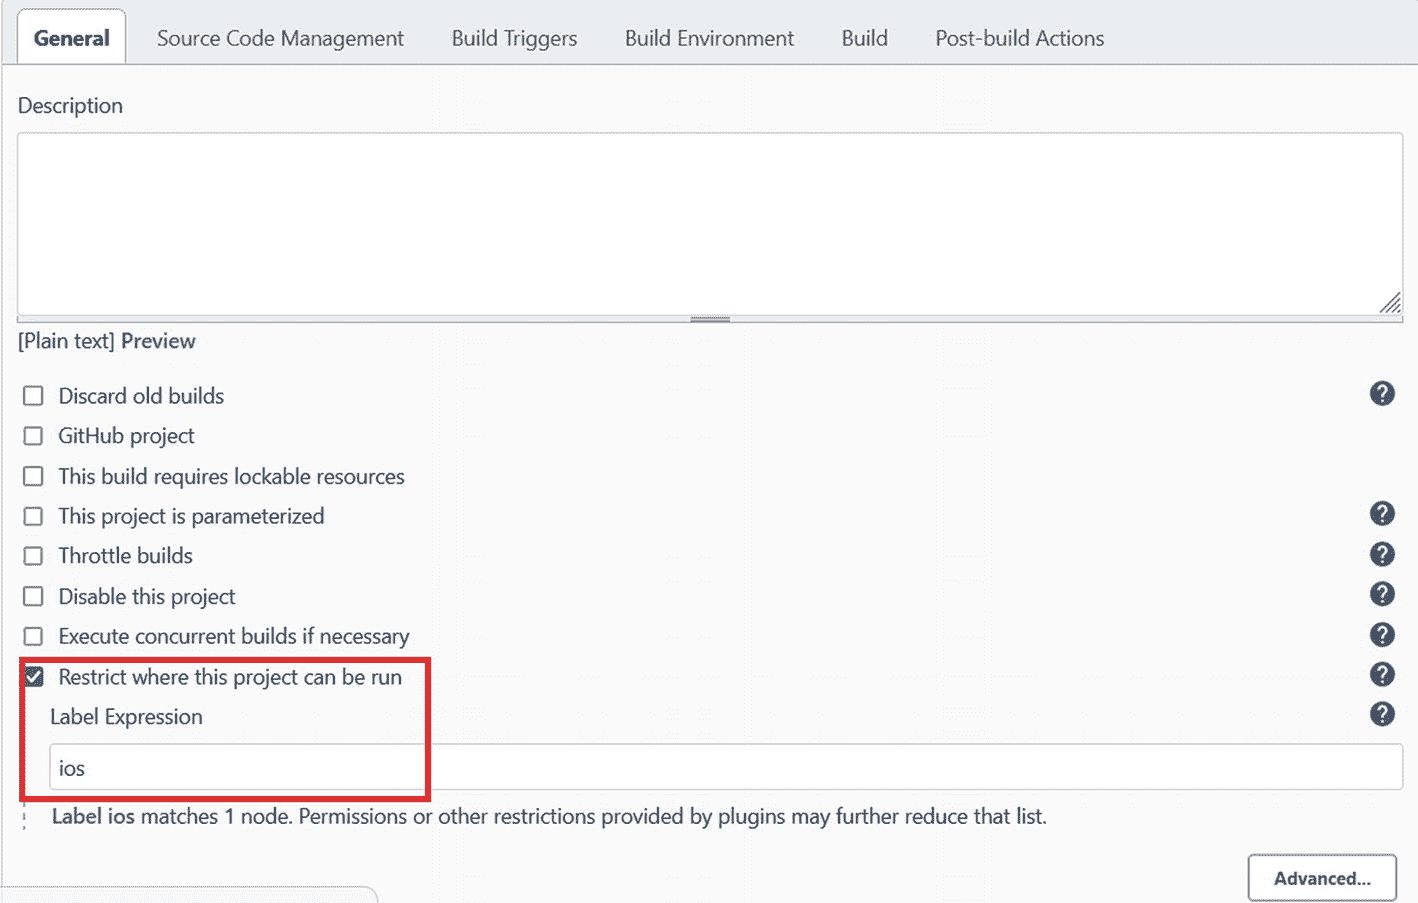 General Source Code Management Build Triggers Build Environment Build Post-build Actions
Description
[Plain text] Preview
Discard old builds ?
GitHub project
This build requires lockable resources
This project is parameterized ?
Throttle builds ?
Disable this project ?
Execute concurrent builds if necessary ?
Restrict where this project can be run ?
Label Expression ?
ios
Label ios matches 1 node. Permissions or other restrictions provided by plugins may further reduce that list.
Advanced...